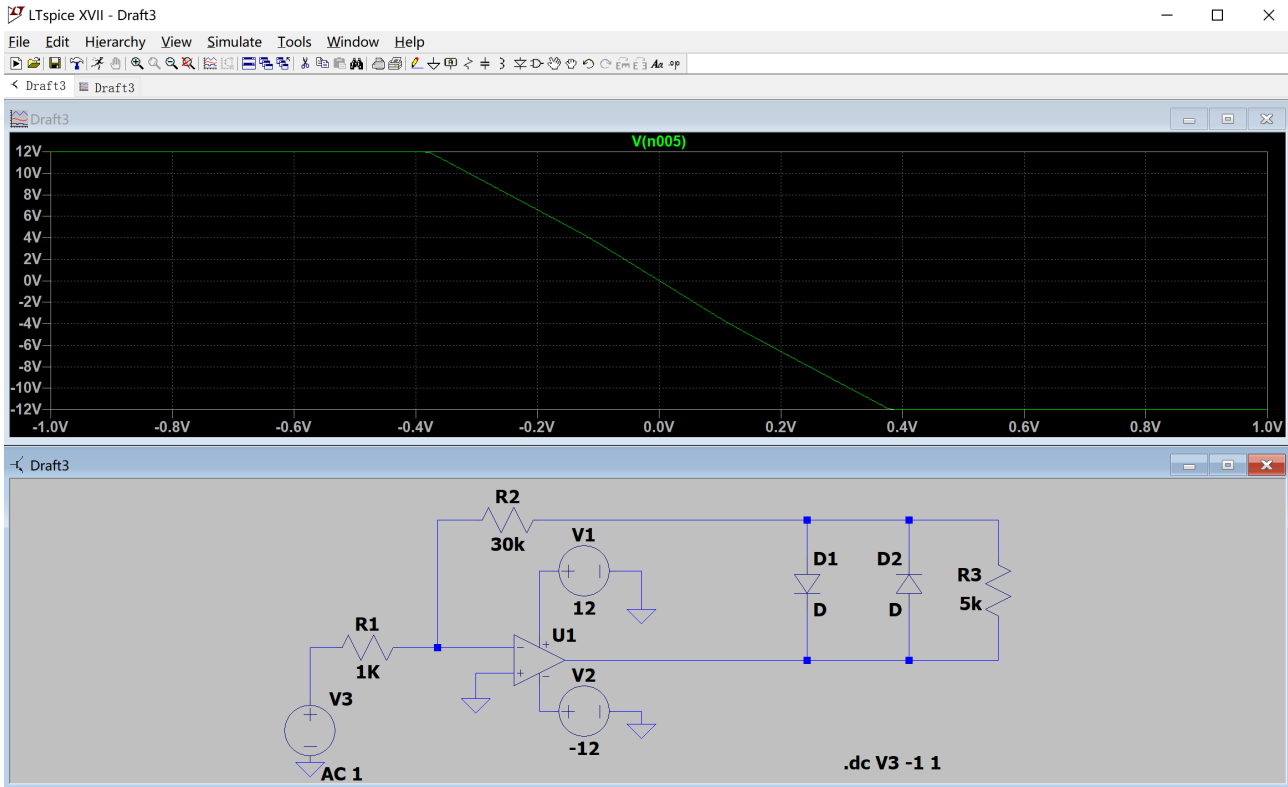 LTspice XVII - Draft3
File Edit Hierarchy View Simulate Tools Window Help
Draft3 Draft3
Draft3
V(n005)
12V
10V
8V
6V
4V
2V
0V
-2V
-4V
-6V
-8V
-10V
-12V
-1.0V -0.8V -0.6V -0.4V -0.2V 0.0V 0.2V 0.4V 0.6V 0.8V 1.0V
Draft3
R2
30k
V1
12
D1
D
D2
D
R3
5k
R1
1K
U1
V2
-12
V3
AC 1
.dc V3 -1 1